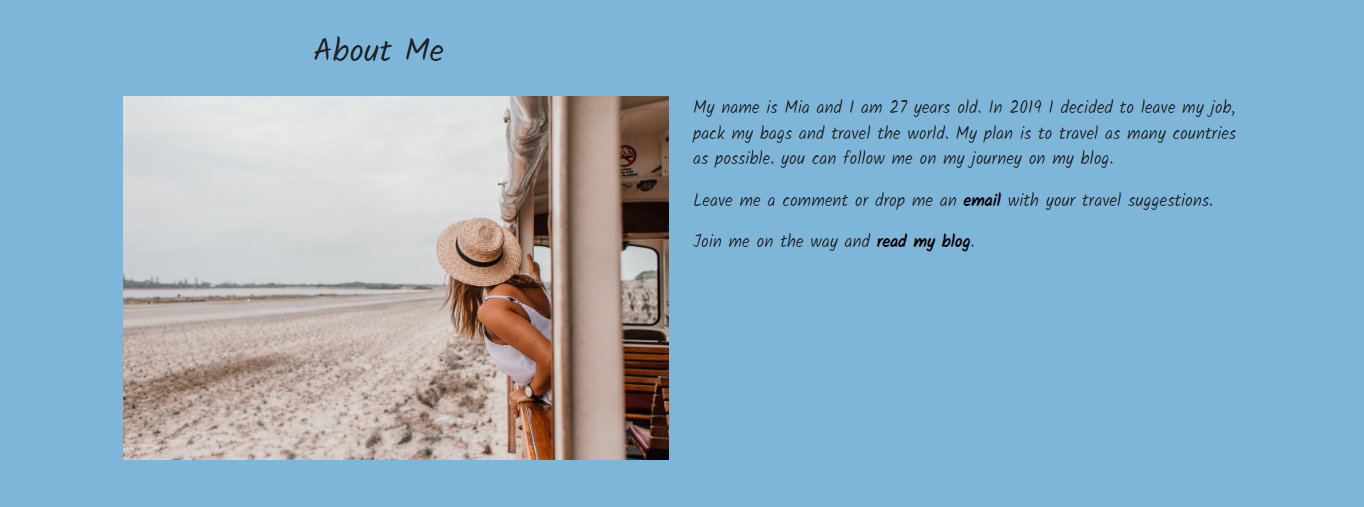 About Me
My name is Mia and I am 27 years old. In 2019 I decided to leave my job,
pack my bags and travel the world. My plan is to travel as many countries
as possible. you can follow me on my journey on my blog.
Leave me a comment or drop me an email with your travel suggestions.
Join me on the way and read my blog.